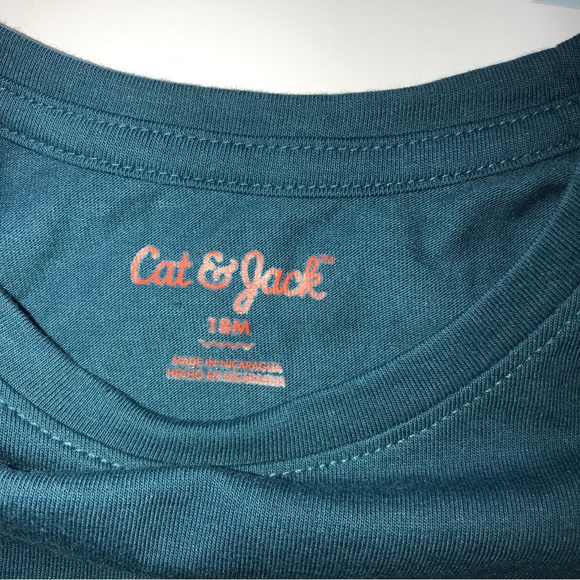 Cat & Jack™
18M
MADE IN NICARAGUA
HECHO EN NICARAGUA